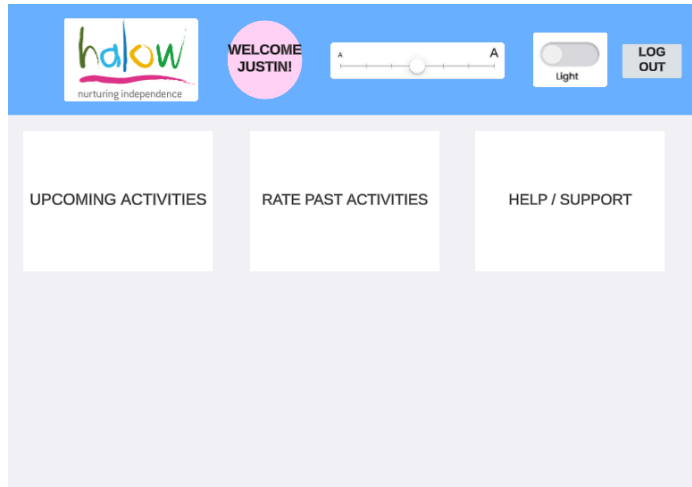 halow
nurturing independence
WELCOME
JUSTIN!
A
A
Light
LOG
OUT
UPCOMING ACTIVITIES
RATE PAST ACTIVITIES
HELP / SUPPORT